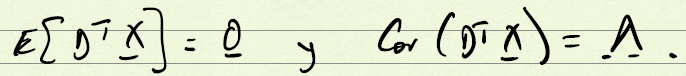 E[D^T X] = 0 y Cov (D^T X) = Λ .